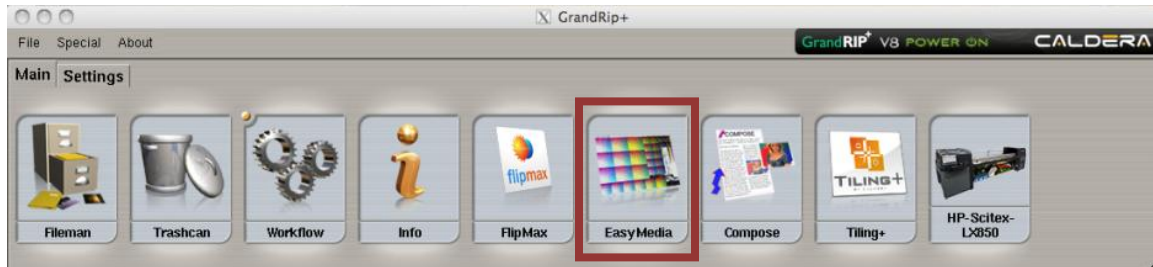 GrandRip+
File Special About
GrandRIP+ V8 POWER ON CALDERA
Main Settings
flipmax
COMPOSE
TILING+
Fileman Trashcan Workflow Info FlipMax EasyMedia Compose Tiling+ HP-Scitex-
LX850